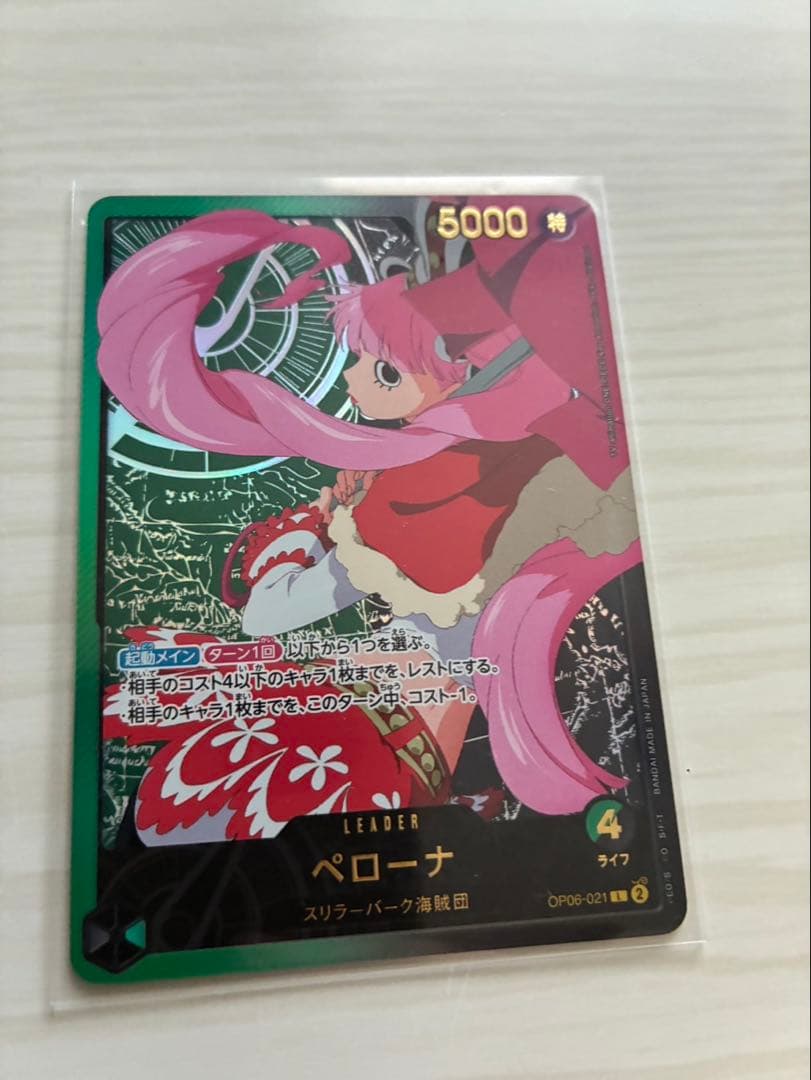 5000 特
起動メイン ターン1回 以下から1つを選ぶ。
・相手のコスト4以下のキャラ1枚までを、レストにする。
・相手のキャラ1枚までを、このターン中、コスト-1。
LEADER
ペローナ
スリラーバーク海賊団
4
ライフ
OP06-021 L 2
BANDAI MADE IN JAPAN